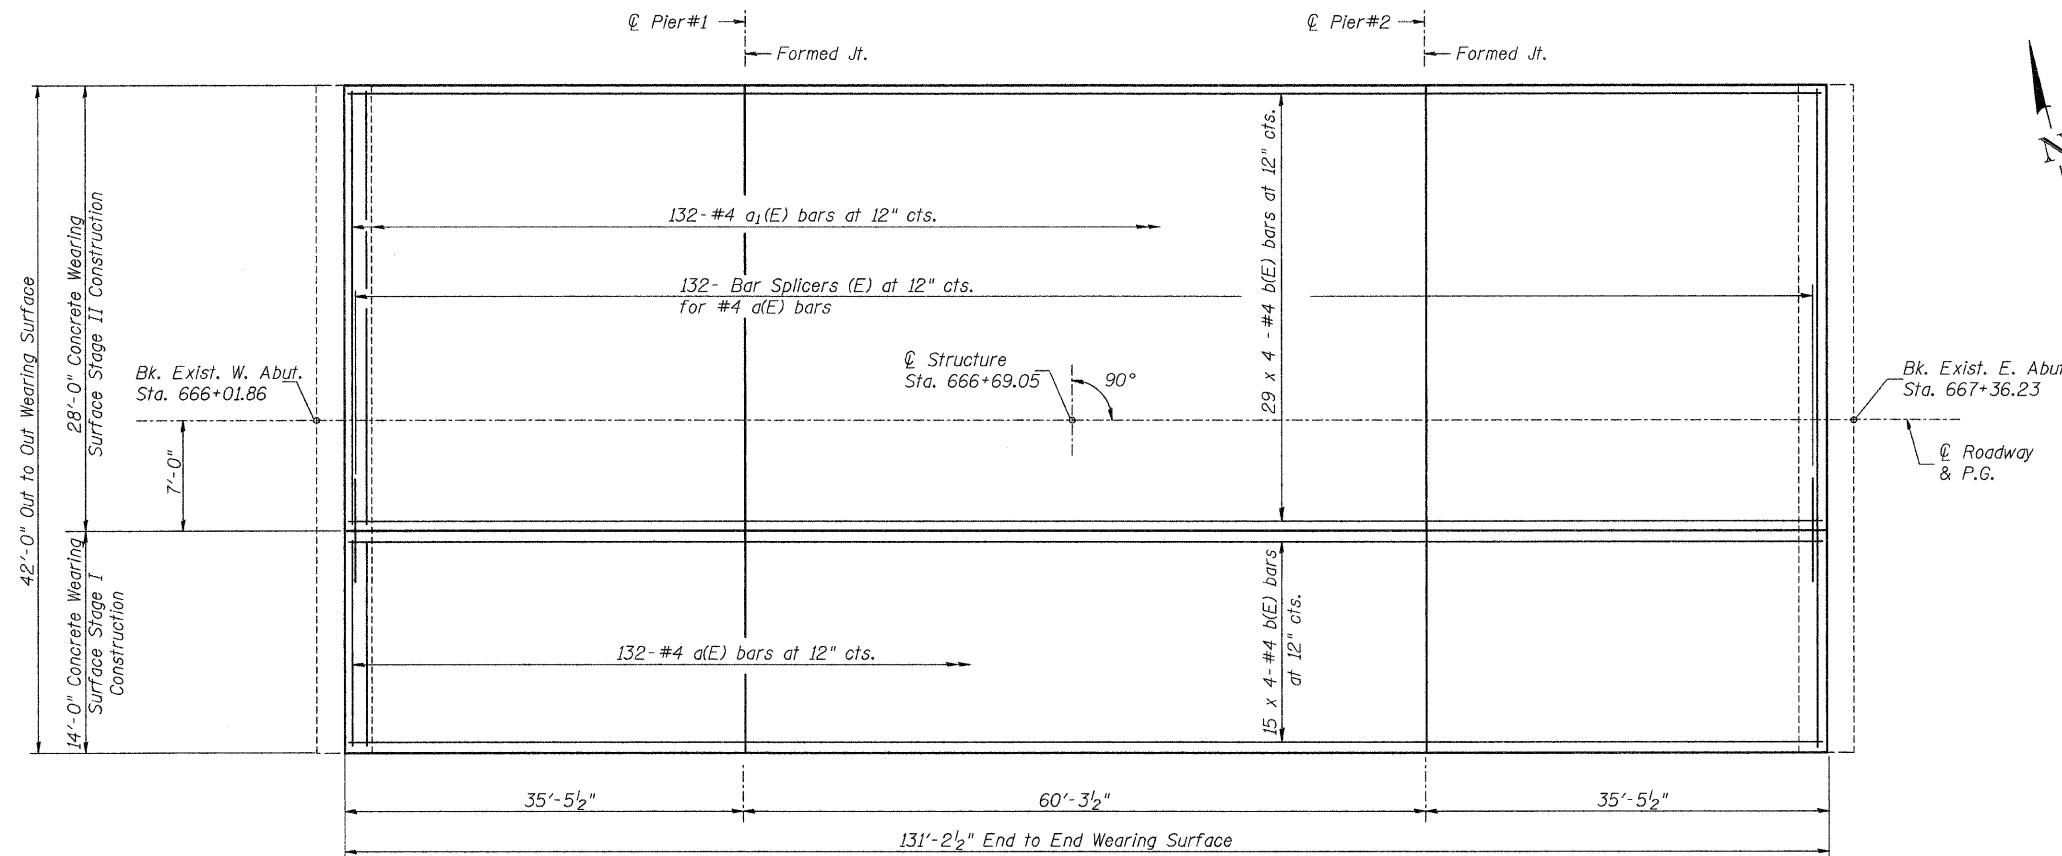 ℄ Pier#1
℄ Pier#2
Formed Jt.
Formed Jt.
N
42'-0" Out to Out Wearing Surface
28'-0" Concrete Wearing
Surface Stage II Construction
14'-0" Concrete Wearing
Surface Stage I
Construction
132-#4 a₁(E) bars at 12" cts.
132- Bar Splicers (E) at 12" cts.
for #4 a(E) bars
29 x 4 -#4 b(E) bars at 12" cts.
℄ Structure
Sta. 666+69.05
90°
Bk. Exist. W. Abut.
Sta. 666+01.86
Bk. Exist. E. Abut
Sta. 667+36.23
7'-0"
℄ Roadway
& P.G.
132-#4 a(E) bars at 12" cts.
15 x 4-#4 b(E) bars
at 12" cts.
35'-5½"
60'-3½"
35'-5½"
131'-2½" End to End Wearing Surface